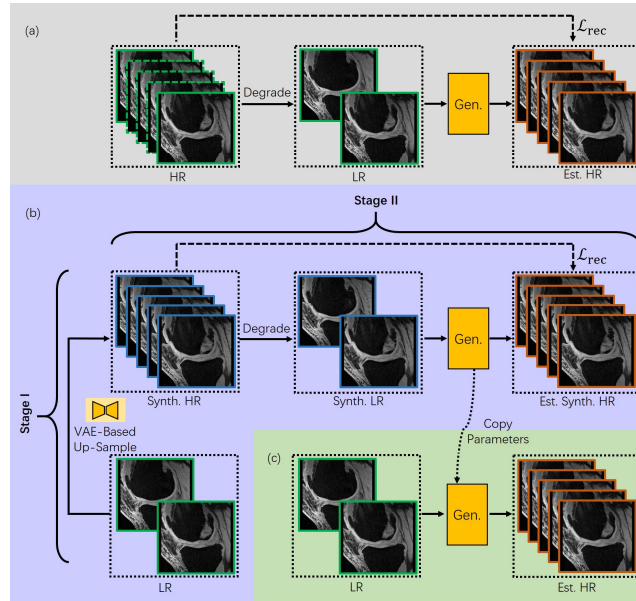 (a)
ℒrec
Degrade
Gen.
HR
LR
Est. HR
Stage II
(b)
ℒrec
Degrade
Gen.
Synth. HR
Synth. LR
Est. Synth. HR
Stage I
VAE-Based
Up-Sample
Copy
Parameters
(c)
Gen.
LR
LR
Est. HR